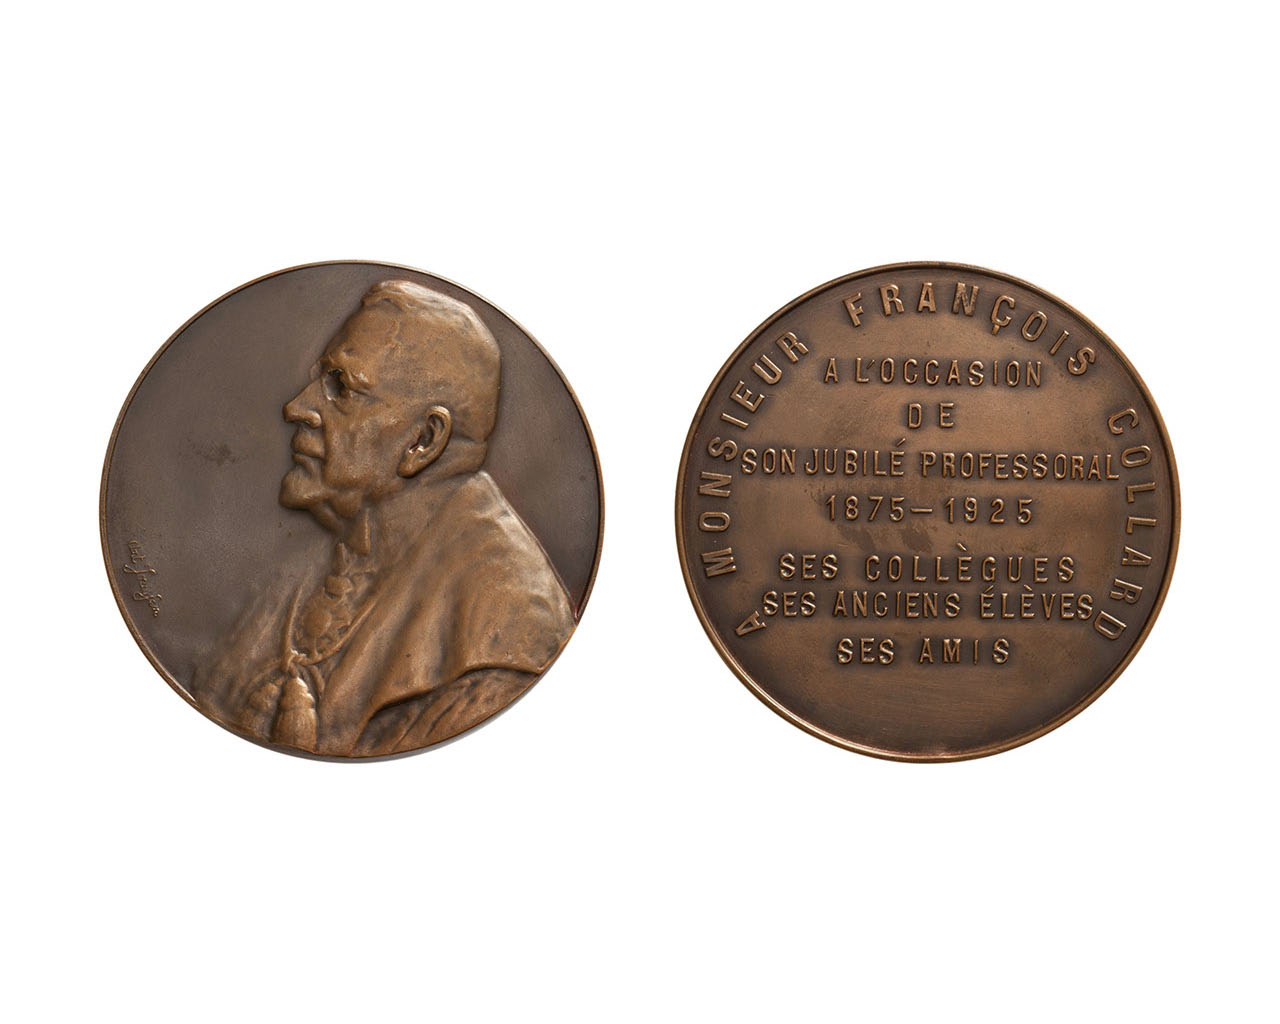 A MONSIEUR FRANÇOIS COLLARD
A L'OCCASION
DE
SON JUBILÉ PROFESSORAL
1875–1925
SES COLLÈGUES
SES ANCIENS ÉLÈVES
SES AMIS